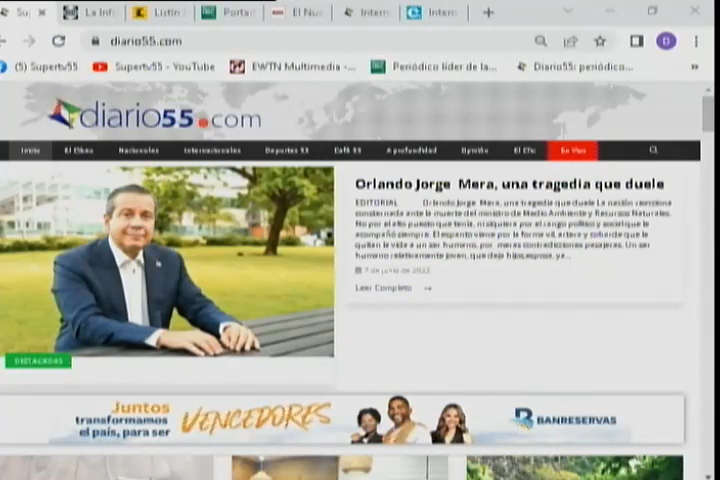 diario55.com
(5) Supertv55
Supertv55 - YouTube
EWTN Multimedia -...
Periódico líder de la...
Diario55: periódico...
diario55.com
Inicio
Nacionales
Internacionales
Deportes 55
Café 55
A profundidad
Opinión
En Vivo
Orlando Jorge Mera, una tragedia que duele
EDITORIAL Orlando Jorge Mera, una tragedia que duele La nación reacciona
consternada ante la muerte del ministro de Medio Ambiente y Recursos Naturales.
No por el alto puesto que tenía, ni siquiera por el rango político y social que le
acompañó siempre. El espanto viene por la forma vil, artera y cobarde que le
quitan la vida a un ser humano, por meras contradicciones pasajeras. Un ser
humano relativamente joven, que deja hijos, esposa, ya...
7 de junio de 2022
Leer Completo →
DESTACADAS
Juntos
transformamos
el país, para ser
VENCEDORES
BANRESERVAS